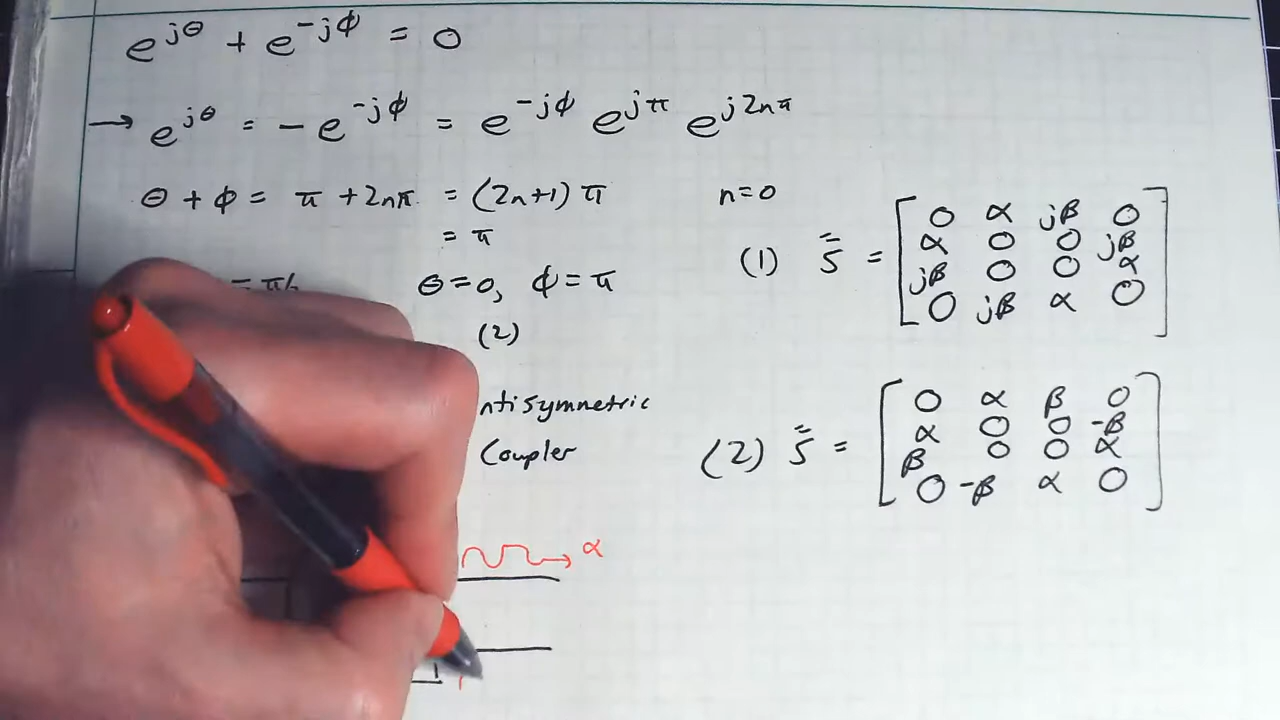 e^{jθ} + e^{-jϕ} = 0
→ e^{jθ} = -e^{-jϕ} = e^{-jϕ} e^{jπ} e^{j2nπ}
θ + ϕ = π + 2nπ = (2n+1) π n=0
= π
θ=0, ϕ=π
(2)
(1) S̿ = [ 0 α jβ 0
α 0 0 jβ
jβ 0 0 α
0 jβ α 0 ]
Coupler
(2) S̿ = [ 0 α β 0
α 0 0 -β
β 0 0 α
0 -β α 0 ]
α